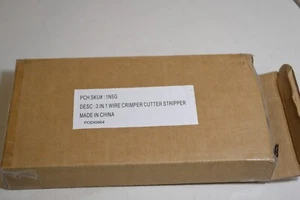 PCH SKU# : 1NSG
DESC : 3 IN 1 WIRE CRIMPER CUTTER STRIPPER
MADE IN CHINA